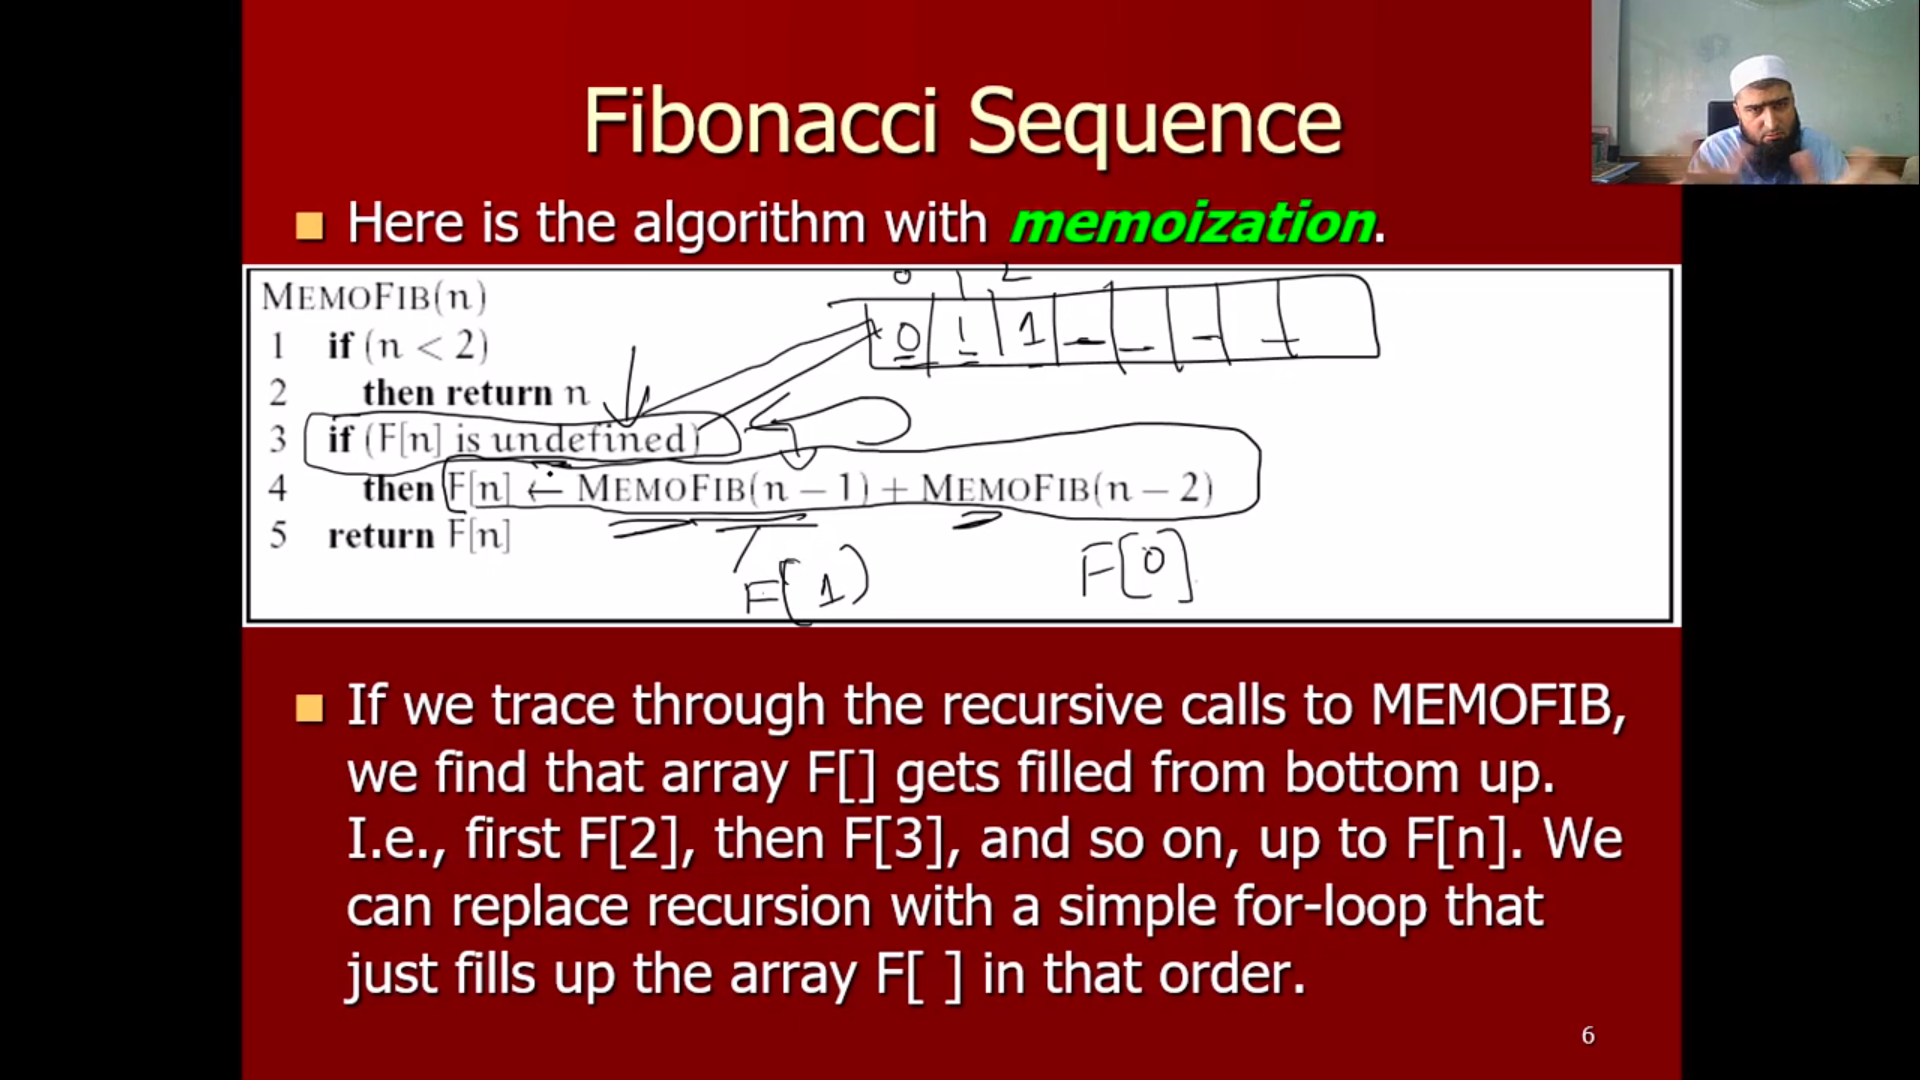 Fibonacci Sequence
Here is the algorithm with memoization.
0 1 2
MEMOFIB(n)
0 1 1 – – – –
1 if (n < 2)
2 then return n
3 if (F[n] is undefined)
4 then F[n] ← MEMOFIB(n − 1) + MEMOFIB(n − 2)
5 return F[n]
F(1) F[0]
If we trace through the recursive calls to MEMOFIB,
we find that array F[] gets filled from bottom up.
I.e., first F[2], then F[3], and so on, up to F[n]. We
can replace recursion with a simple for-loop that
just fills up the array F[ ] in that order.
6